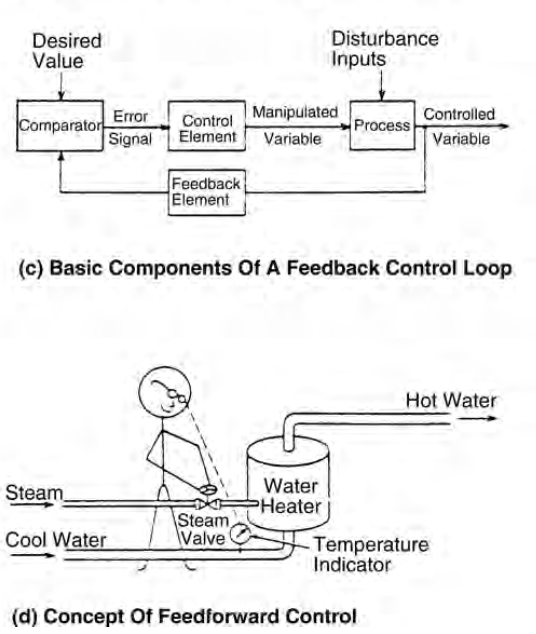 Desired
Value
Disturbance
Inputs
Comparator
Error
Signal
Control
Element
Manipulated
Variable
Process
Controlled
Variable
Feedback
Element
(c) Basic Components Of A Feedback Control Loop
Hot Water
Water
Heater
Steam
Steam
Valve
Cool Water
Temperature
Indicator
(d) Concept Of Feedforward Control